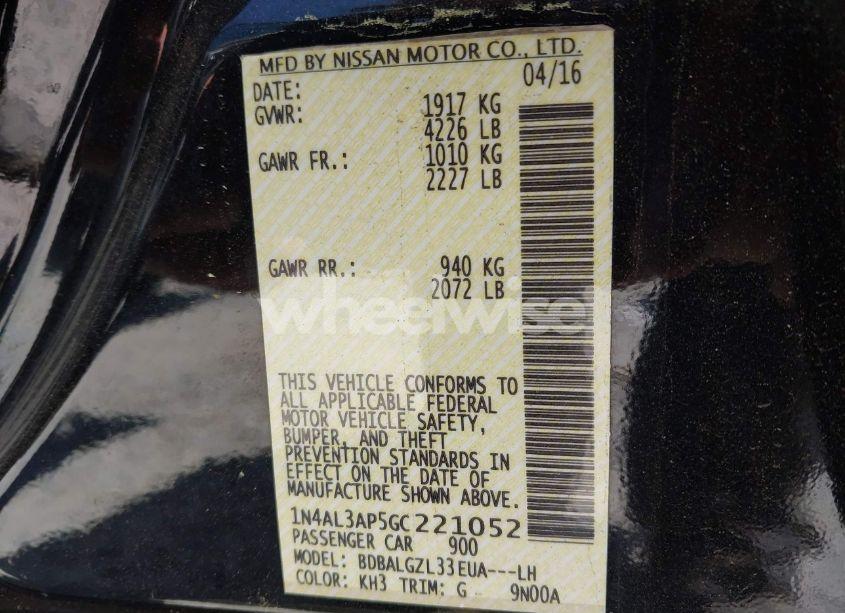 MFD BY NISSAN MOTOR CO., LTD.
DATE: 04/16
GVWR: 1917 KG
4226 LB
GAWR FR.: 1010 KG
2227 LB
GAWR RR.: 940 KG
2072 LB
wheelwise
THIS VEHICLE CONFORMS TO
ALL APPLICABLE FEDERAL
MOTOR VEHICLE SAFETY,
BUMPER, AND THEFT
PREVENTION STANDARDS IN
EFFECT ON THE DATE OF
MANUFACTURE SHOWN ABOVE.
1N4AL3AP5GC221052
PASSENGER CAR 900
MODEL: BDBALGZL33EUA---LH
COLOR: KH3 TRIM: G 9N00A